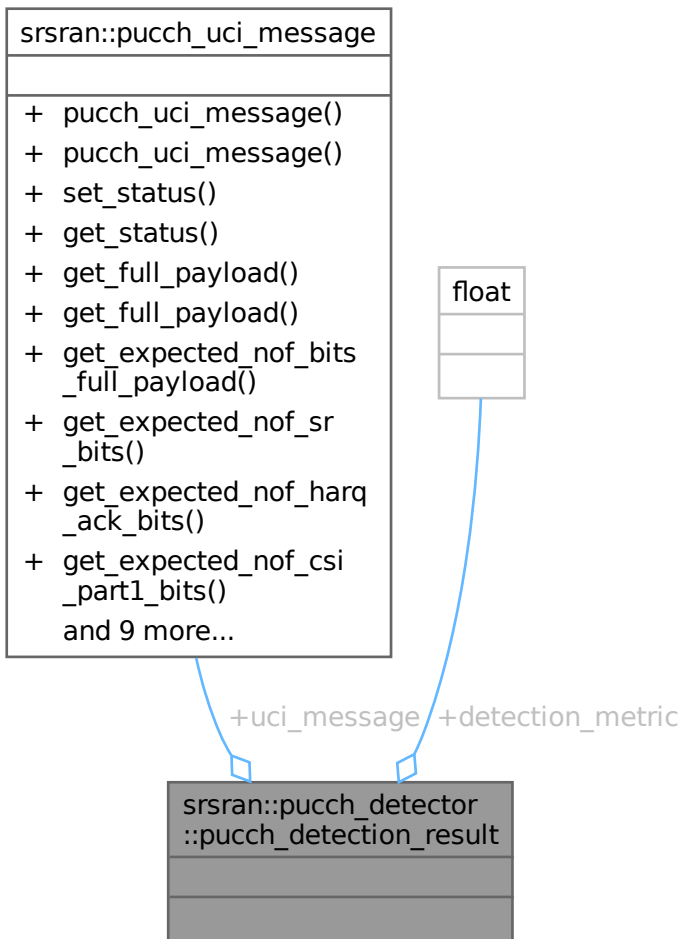 srsran::pucch_uci_message
+ pucch_uci_message()
+ pucch_uci_message()
+ set_status()
+ get_status()
+ get_full_payload()
+ get_full_payload()
+ get_expected_nof_bits
_full_payload()
+ get_expected_nof_sr
_bits()
+ get_expected_nof_harq
_ack_bits()
+ get_expected_nof_csi
_part1_bits()
and 9 more...
float
+uci_message
+detection_metric
srsran::pucch_detector
::pucch_detection_result